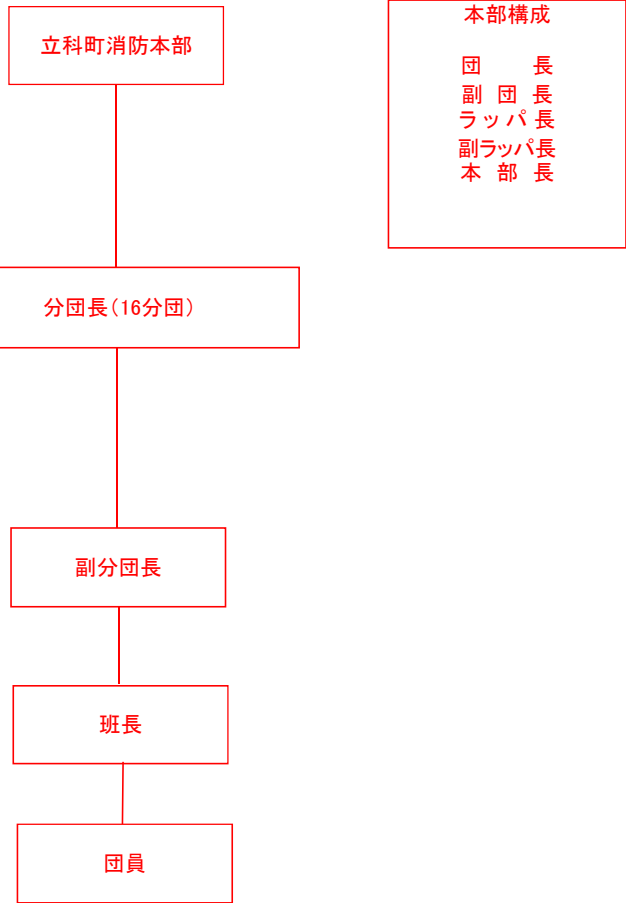 立科町消防本部
分団長(16分団)
副分団長
班長
団員
本部構成
団　　長
副 団 長
ラッパ長
副ラッパ長
本 部 長